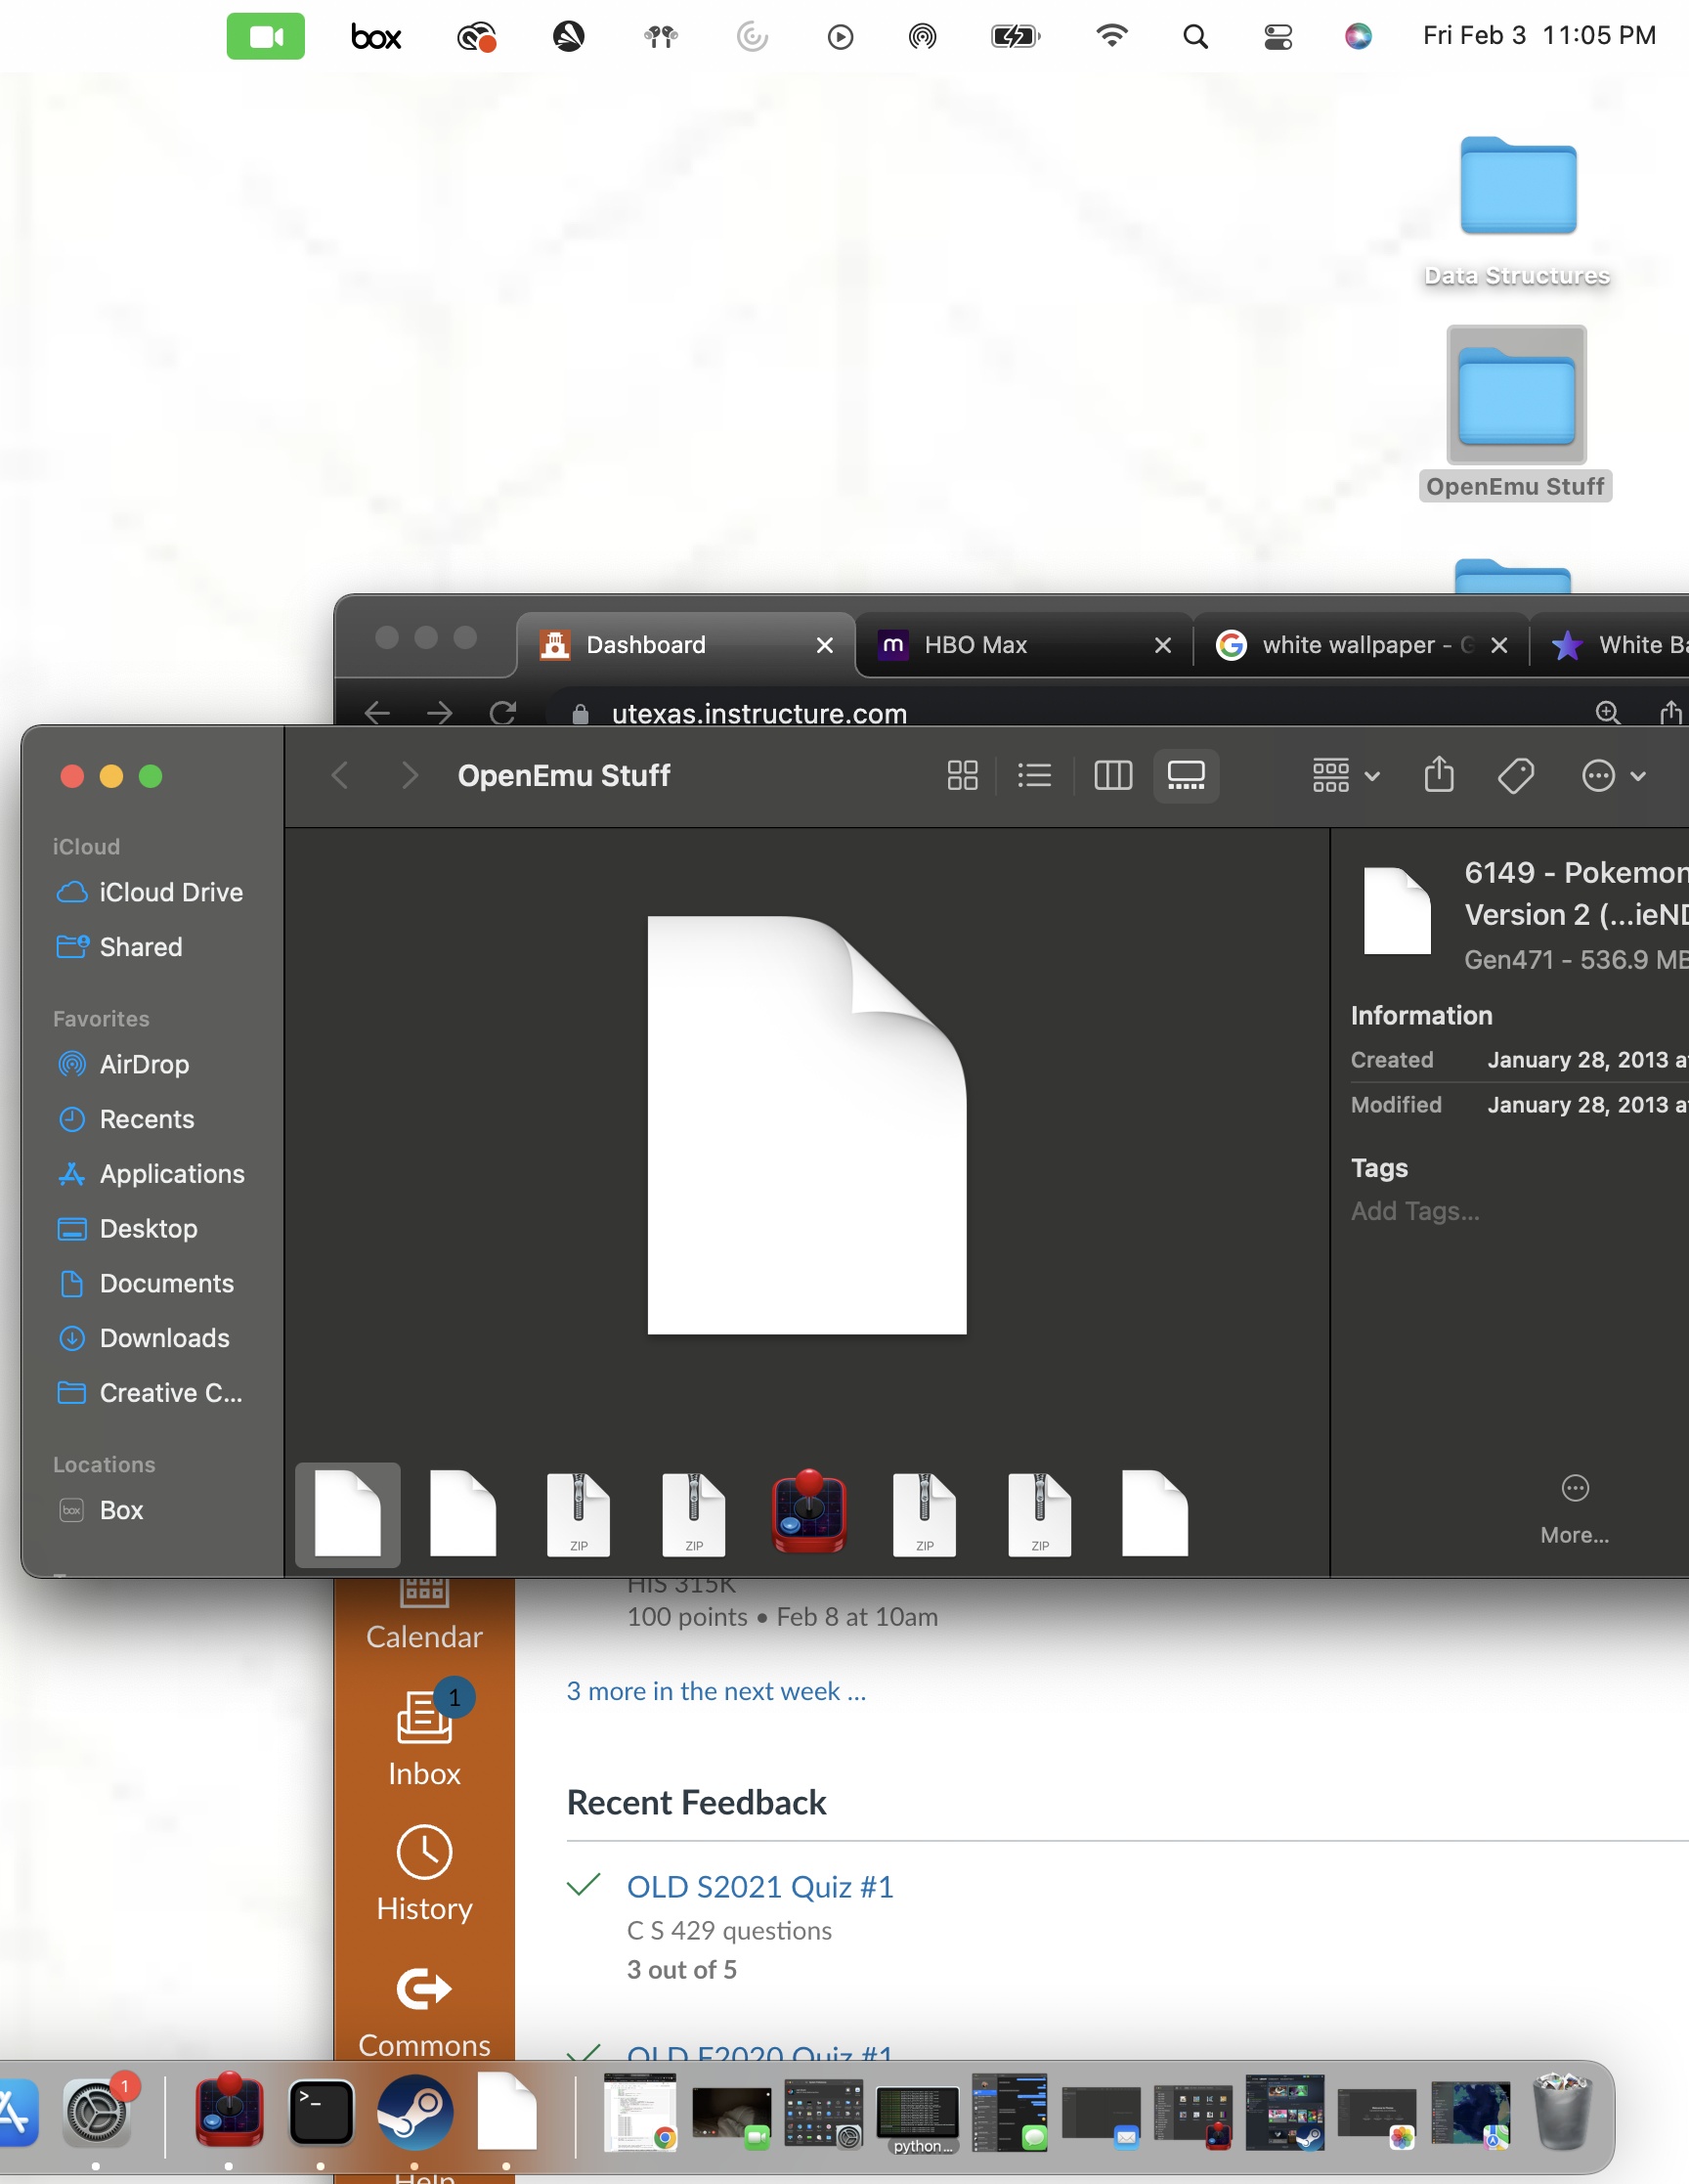 box
Fri Feb 3 11:05 PM
Data Structures
OpenEmu Stuff
Dashboard
HBO Max
m
white wallpaper - G
White Ba
utexas.instructure.com
OpenEmu Stuff
iCloud
iCloud Drive
Shared
Favorites
AirDrop
Recents
Applications
Desktop
Documents
Downloads
Creative C...
Locations
box
Box
6149 - Pokemon
Version 2 (...ieND
Gen471 - 536.9 MB
Information
Created January 28, 2013 a
Modified January 28, 2013 a
Tags
Add Tags...
More...
ZIP
ZIP
ZIP
ZIP
HIS 315K
100 points • Feb 8 at 10am
3 more in the next week ...
Calendar
1
Inbox
History
Commons
Help
Recent Feedback
OLD S2021 Quiz #1
C S 429 questions
3 out of 5
OLD F2020 Quiz #1
1
>_
python...